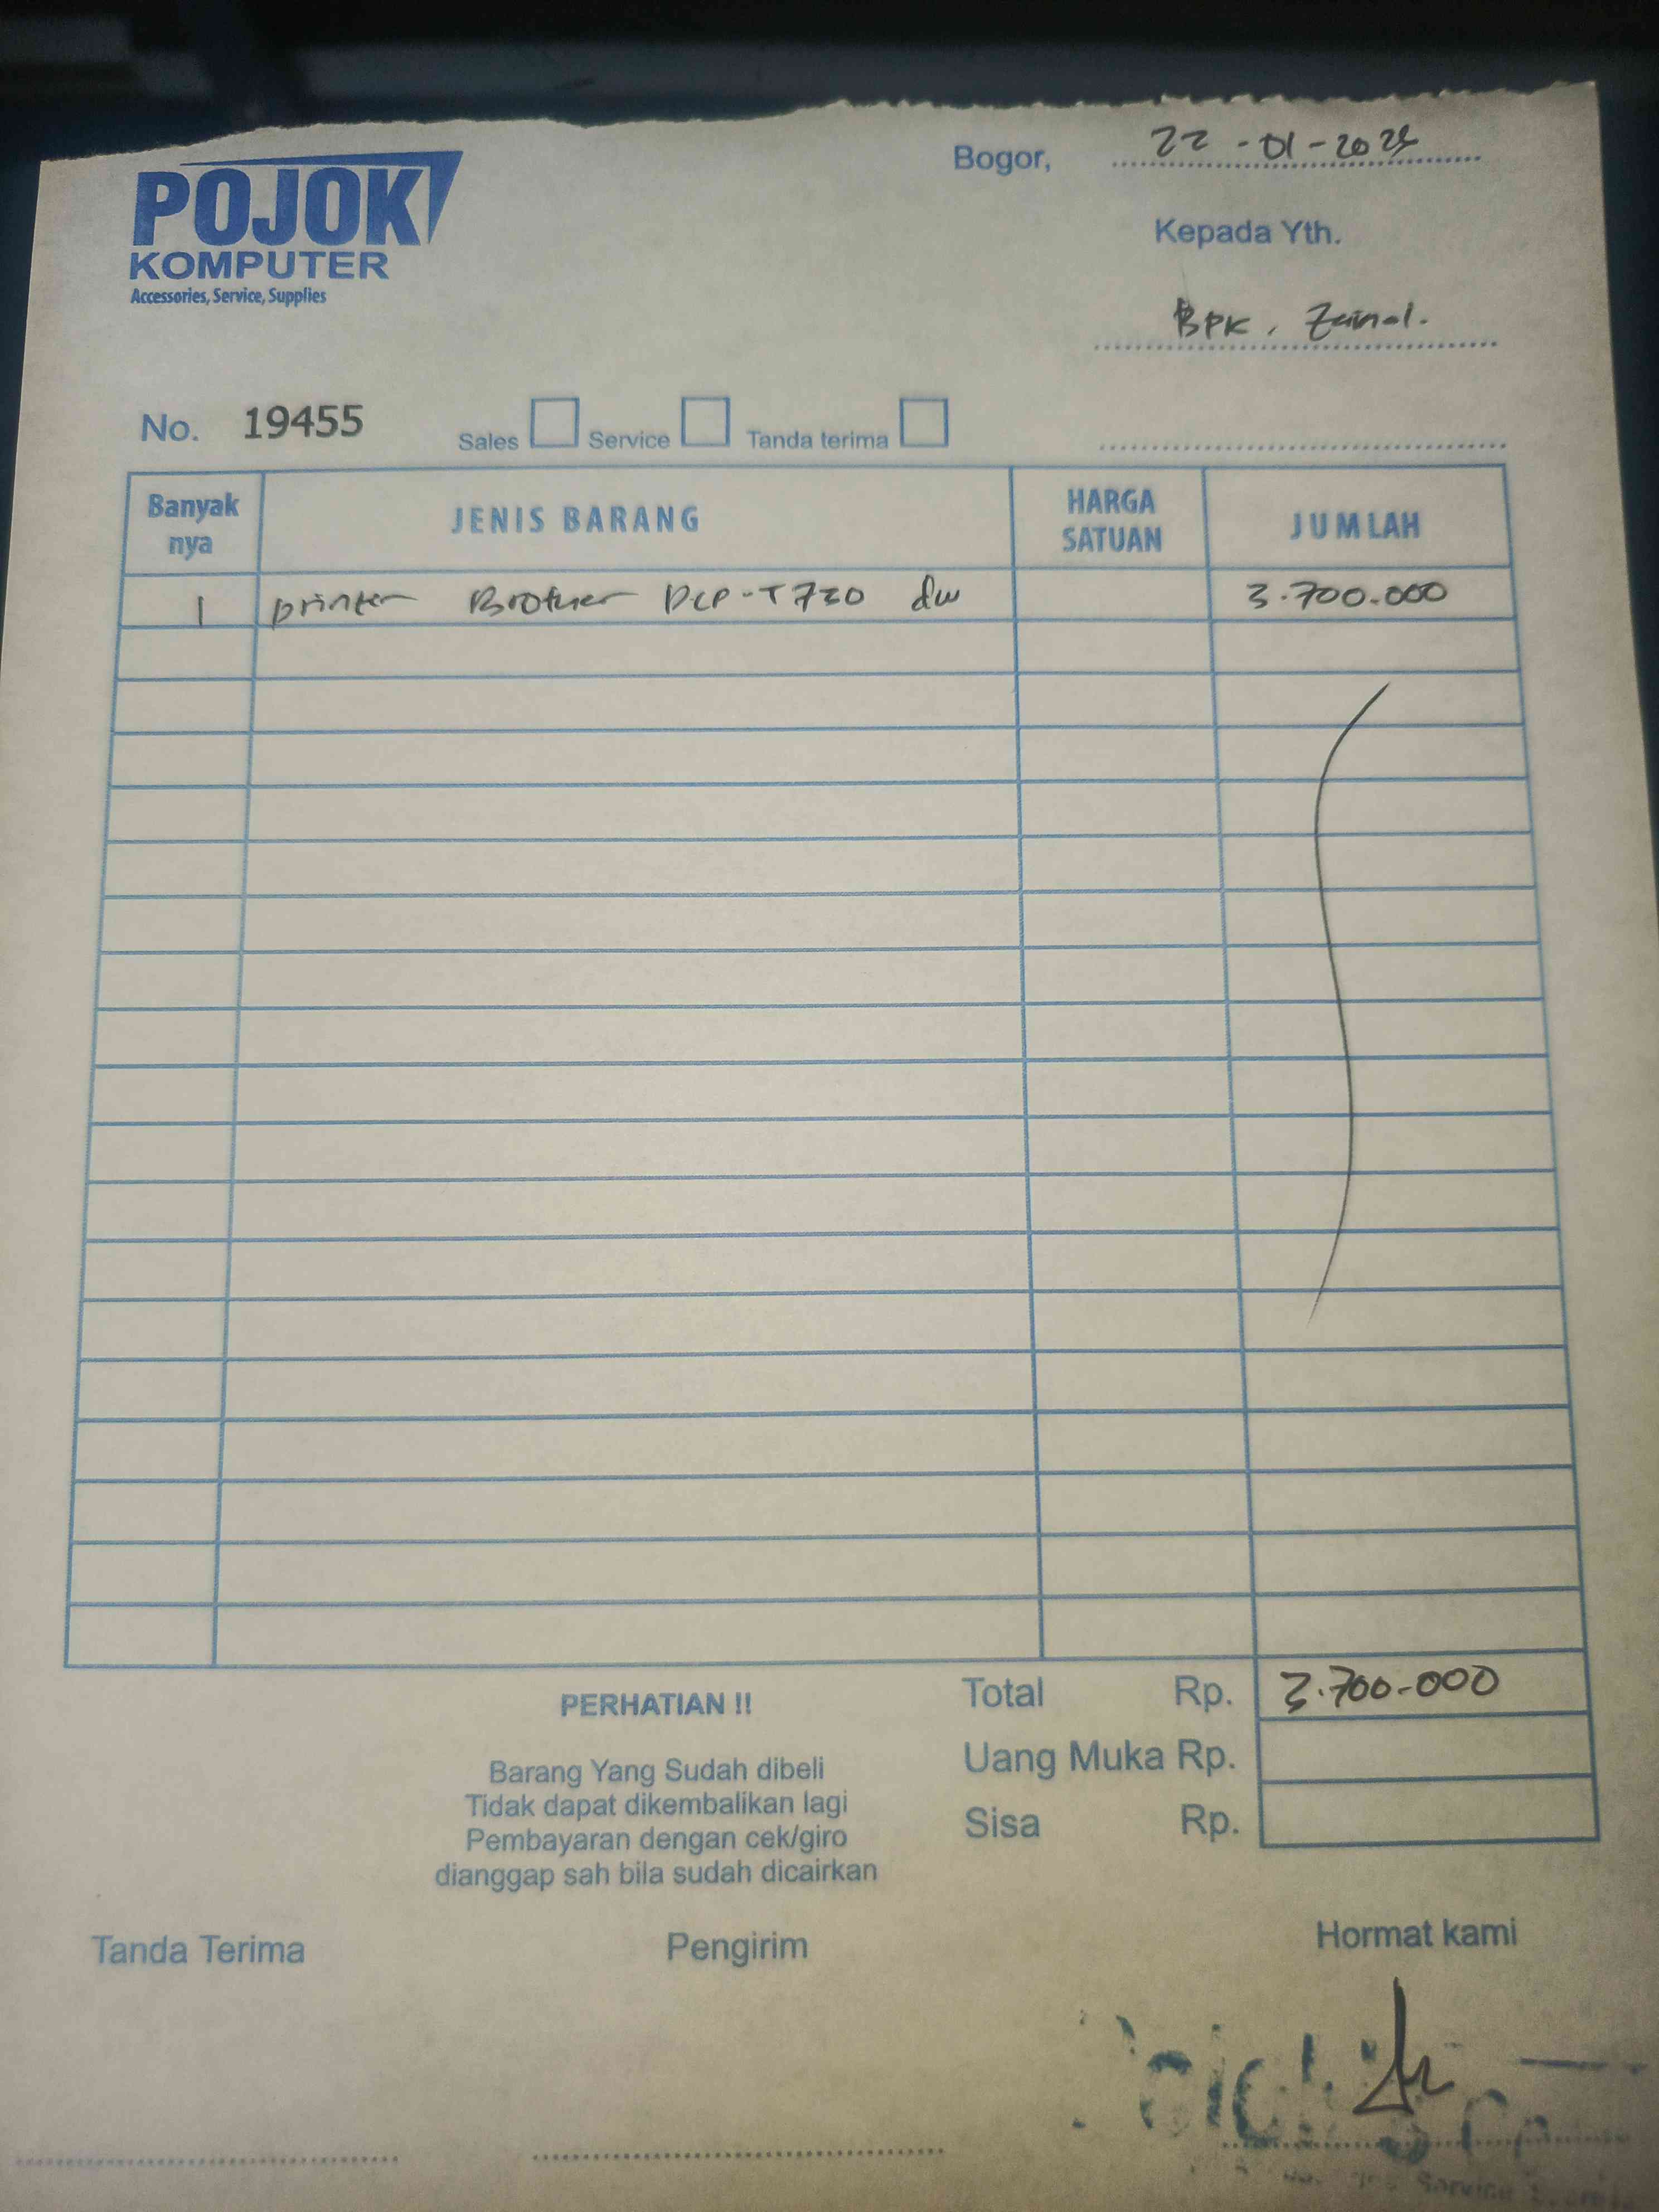 POJOK
KOMPUTER
Accessories, Service, Supplies
Bogor, 22-01-2025
Kepada Yth.
BPK. Zainal.
No. 19455 Sales Service Tanda terima
Banyak nya JENIS BARANG HARGA SATUAN JUMLAH
1 printer Brother DCP-T730 dw 3.700.000
Total Rp. 3.700.000
Uang Muka Rp.
Sisa Rp.
PERHATIAN !!
Barang Yang Sudah dibeli
Tidak dapat dikembalikan lagi
Pembayaran dengan cek/giro
dianggap sah bila sudah dicairkan
Tanda Terima Pengirim Hormat kami
Service